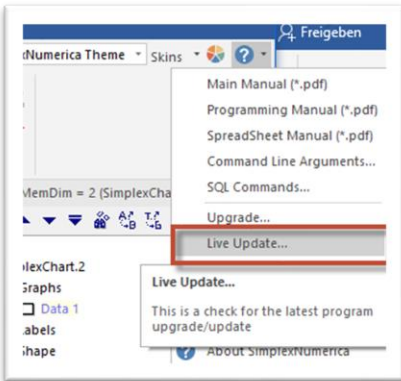 Freigeben
xNumerica Theme Skins
Main Manual (*.pdf)
Programming Manual (*.pdf)
SpreadSheet Manual (*.pdf)
Command Line Arguments...
SQL Commands...
MemDim = 2 (SimplexCha
Upgrade...
Live Update...
plexChart.2
Graphs
Data 1
abels
Shape
Live Update...
This is a check for the latest program
upgrade/update
About SimplexNumerica